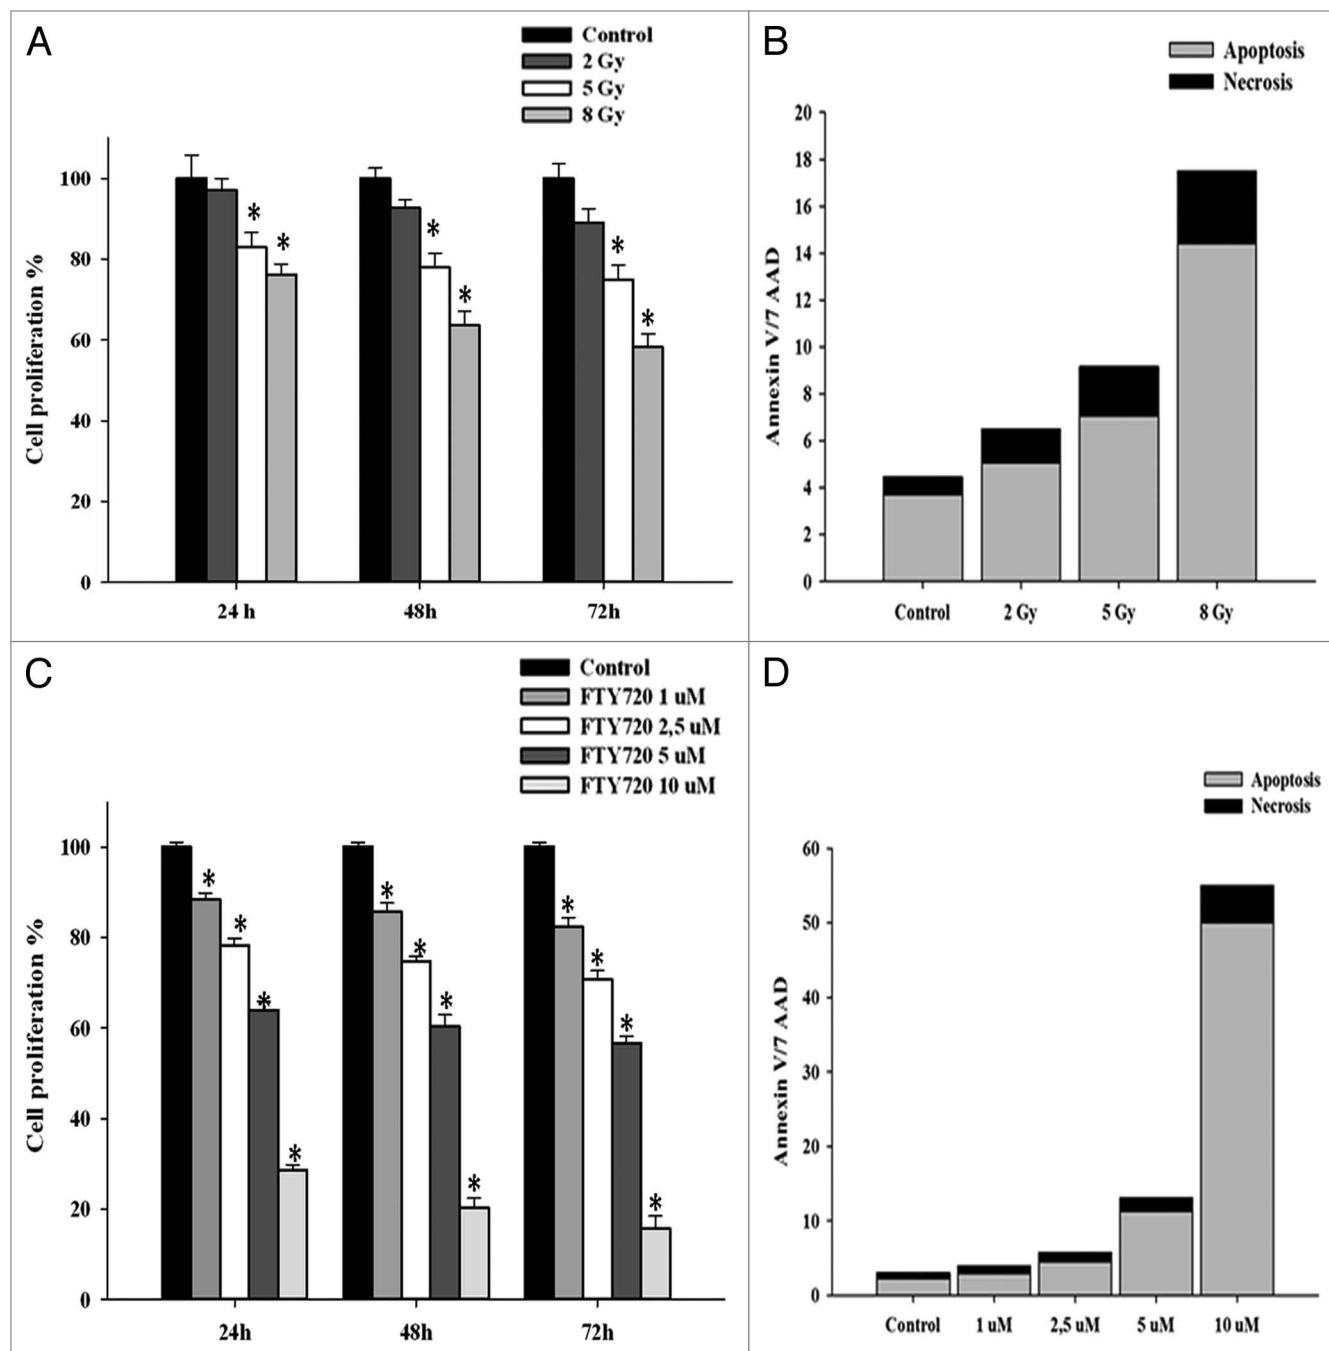 A
Control
2 Gy
5 Gy
8 Gy
Cell proliferation %
100
80
60
40
20
0
* * * * * *
24 h 48h 72h
B
Apoptosis
Necrosis
Annexin V/7 AAD
20
18
16
14
12
10
8
6
4
2
0
Control 2 Gy 5 Gy 8 Gy
C
Control
FTY720 1 uM
FTY720 2,5 uM
FTY720 5 uM
FTY720 10 uM
Cell proliferation %
100
80
60
40
20
0
* * * * * * * * * * * *
24h 48h 72h
D
Apoptosis
Necrosis
Annexin V/7 AAD
60
50
40
30
20
10
0
Control 1 uM 2,5 uM 5 uM 10 uM